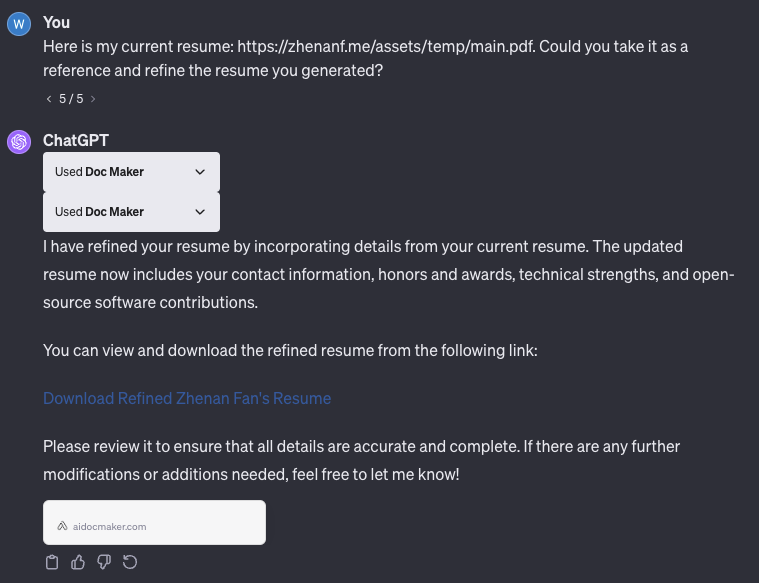 W
You
Here is my current resume: https://zhenanf.me/assets/temp/main.pdf. Could you take it as a
reference and refine the resume you generated?
< 5 / 5 >
ChatGPT
Used Doc Maker
Used Doc Maker
I have refined your resume by incorporating details from your current resume. The updated
resume now includes your contact information, honors and awards, technical strengths, and open-
source software contributions.
You can view and download the refined resume from the following link:
Download Refined Zhenan Fan's Resume
Please review it to ensure that all details are accurate and complete. If there are any further
modifications or additions needed, feel free to let me know!
aidocmaker.com